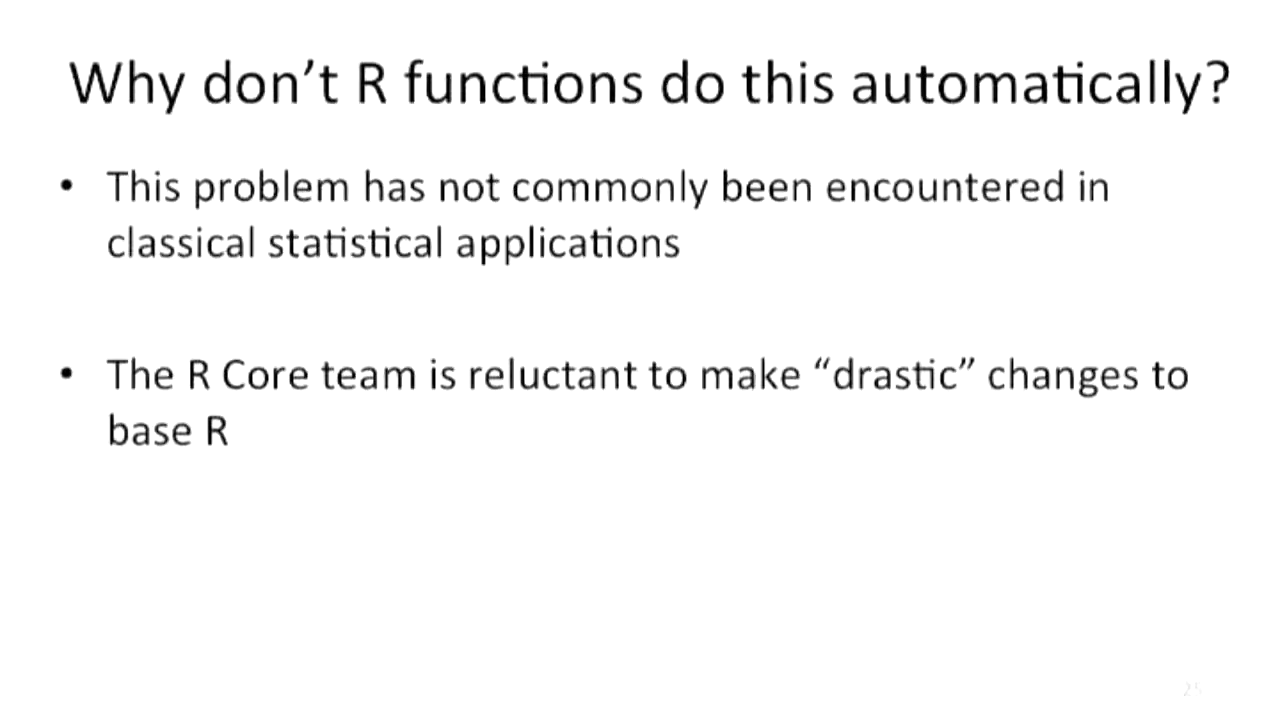 Why don’t R functions do this automatically?
• This problem has not commonly been encountered in
classical statistical applications
• The R Core team is reluctant to make “drastic” changes to
base R
25